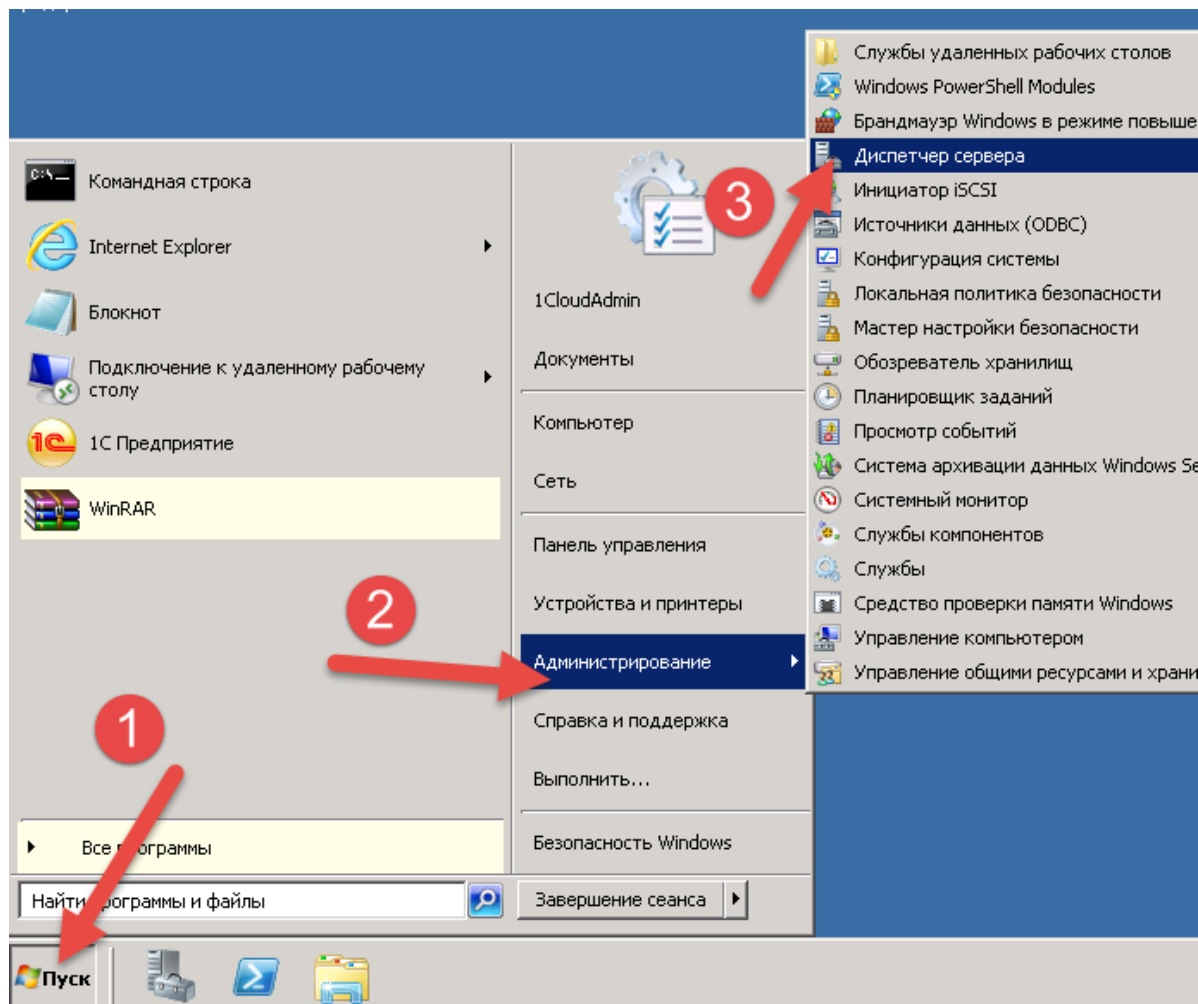 Командная строка
Internet Explorer
Блокнот
Подключение к удаленному рабочему
столу
1С Предприятие
WinRAR
Все программы
Найти программы и файлы
1CloudAdmin
Документы
Компьютер
Сеть
Панель управления
Устройства и принтеры
Администрирование
Справка и поддержка
Выполнить...
Безопасность Windows
Завершение сеанса
Службы удаленных рабочих столов
Windows PowerShell Modules
Брандмауэр Windows в режиме повыше
Диспетчер сервера
Инициатор iSCSI
Источники данных (ODBC)
Конфигурация системы
Локальная политика безопасности
Мастер настройки безопасности
Обозреватель хранилищ
Планировщик заданий
Просмотр событий
Система архивации данных Windows Se
Системный монитор
Службы компонентов
Службы
Средство проверки памяти Windows
Управление компьютером
Управление общими ресурсами и храни
1
2
3
Пуск
C:\
1С